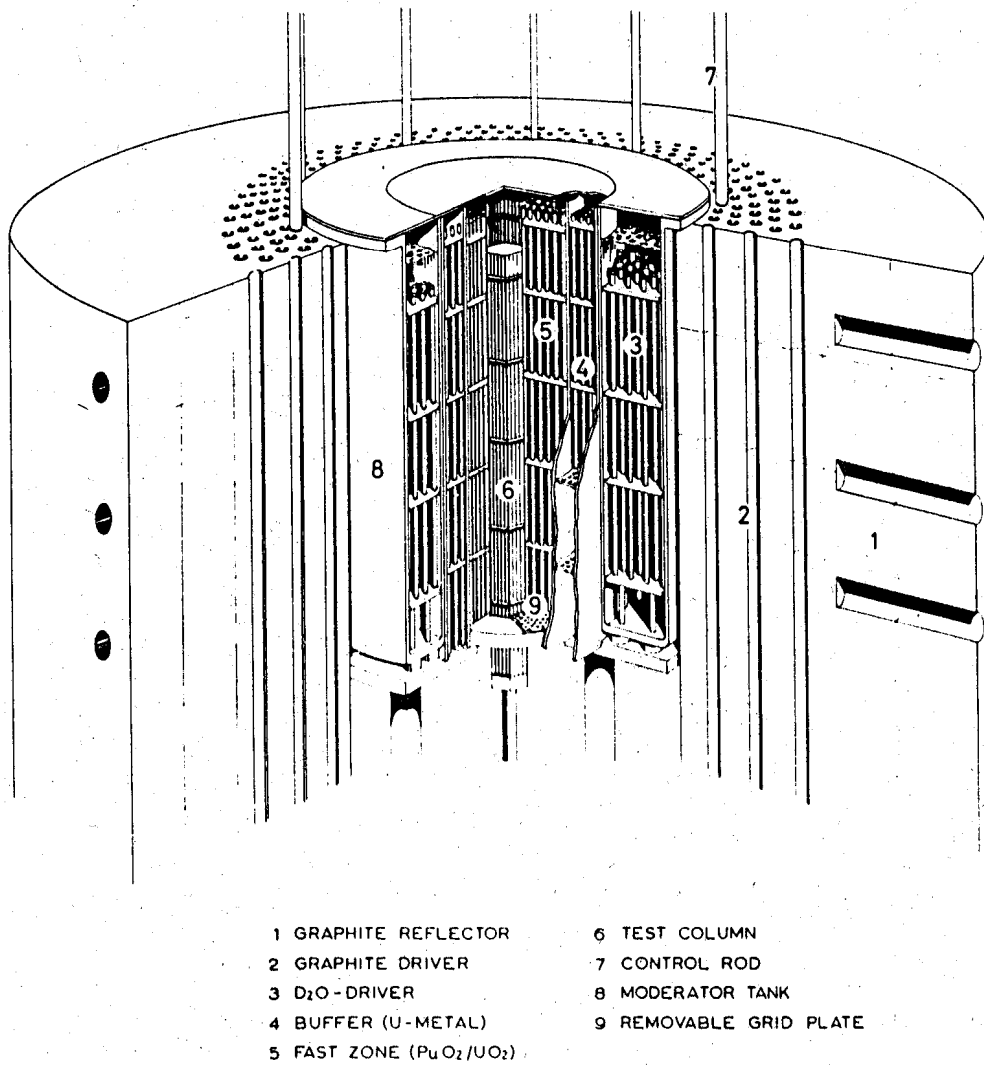 7
5
3
4
8
6
2
1
9
1 GRAPHITE REFLECTOR
2 GRAPHITE DRIVER
3 D₂O-DRIVER
4 BUFFER (U-METAL)
5 FAST ZONE (PuO₂/UO₂)
6 TEST COLUMN
7 CONTROL ROD
8 MODERATOR TANK
9 REMOVABLE GRID PLATE